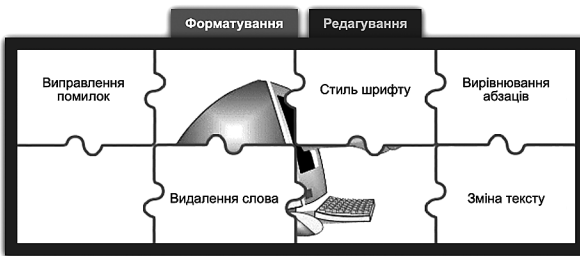 Форматування Редагування
Виправлення
помилок
Стиль шрифту
Вирівнювання
абзаців
Видалення слова
Зміна тексту